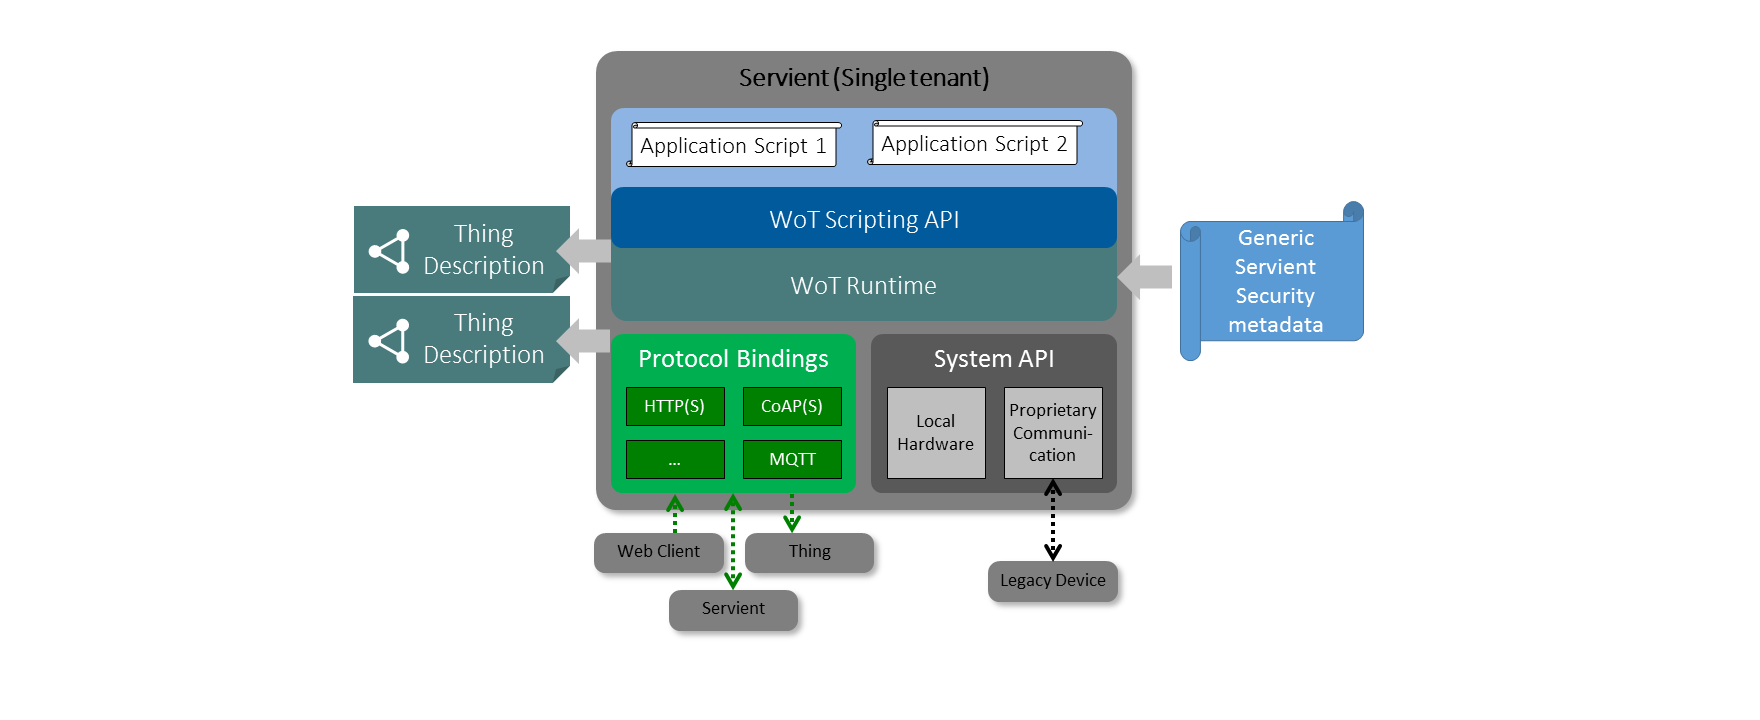 Servient (Single tenant)
Application Script 1
Application Script 2
WoT Scripting API
WoT Runtime
Thing
Description
Thing
Description
Generic
Servient
Security
metadata
Protocol Bindings
HTTP(S)
CoAP(S)
...
MQTT
System API
Local
Hardware
Proprietary
Communi-
cation
Web Client
Thing
Servient
Legacy Device